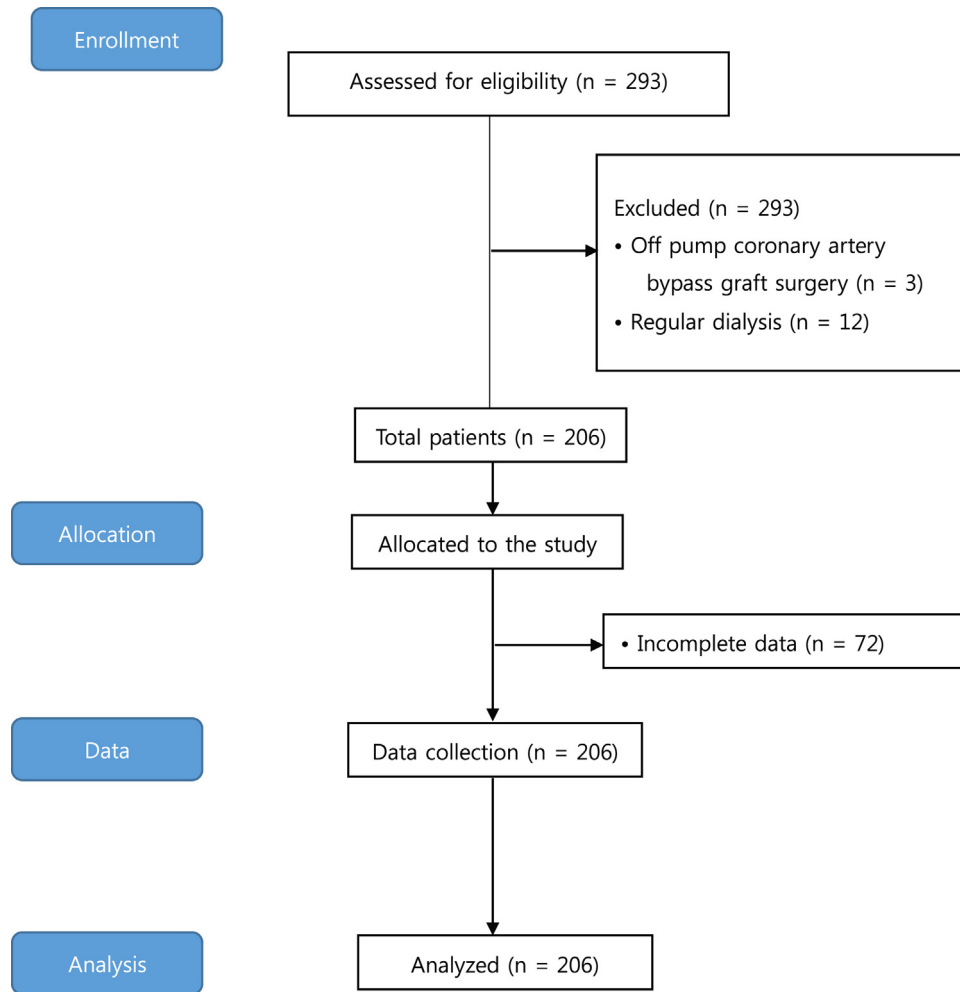 Enrollment
Assessed for eligibility (n = 293)
Excluded (n = 293)
• Off pump coronary artery
bypass graft surgery (n = 3)
• Regular dialysis (n = 12)
Total patients (n = 206)
Allocation
Allocated to the study
• Incomplete data (n = 72)
Data
Data collection (n = 206)
Analysis
Analyzed (n = 206)